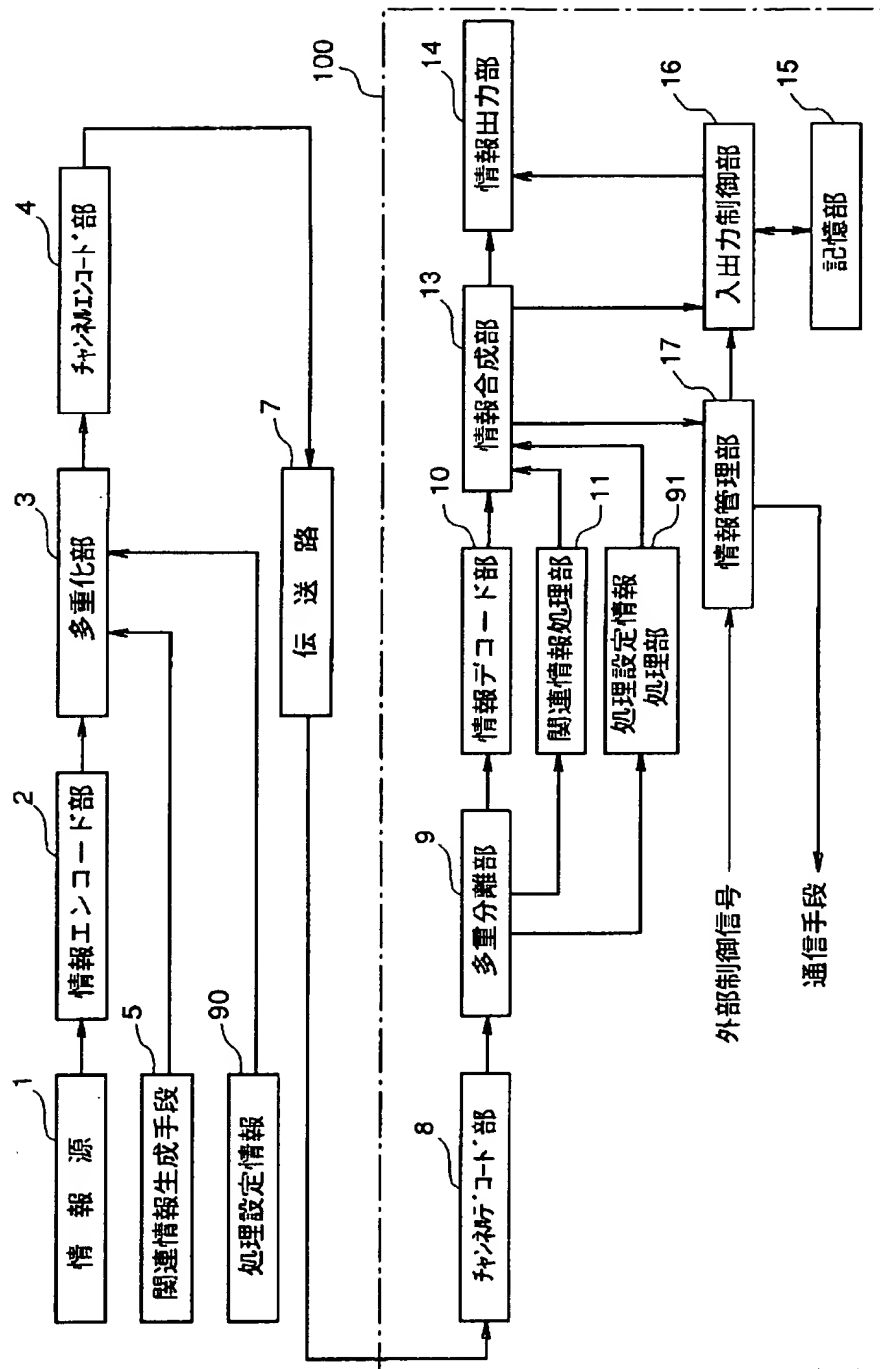 1
情報源
2
情報エンコード部
3
多重化部
4
チャンネルエンコード部
5
関連情報生成手段
90
処理設定情報
7
伝送路
100
8
チャンネルデコード部
9
多重分離部
10
情報デコード部
11
関連情報処理部
91
処理設定情報
処理部
13
情報合成部
14
情報出力部
16
入出力制御部
15
記憶部
17
情報管理部
外部制御信号
通信手段